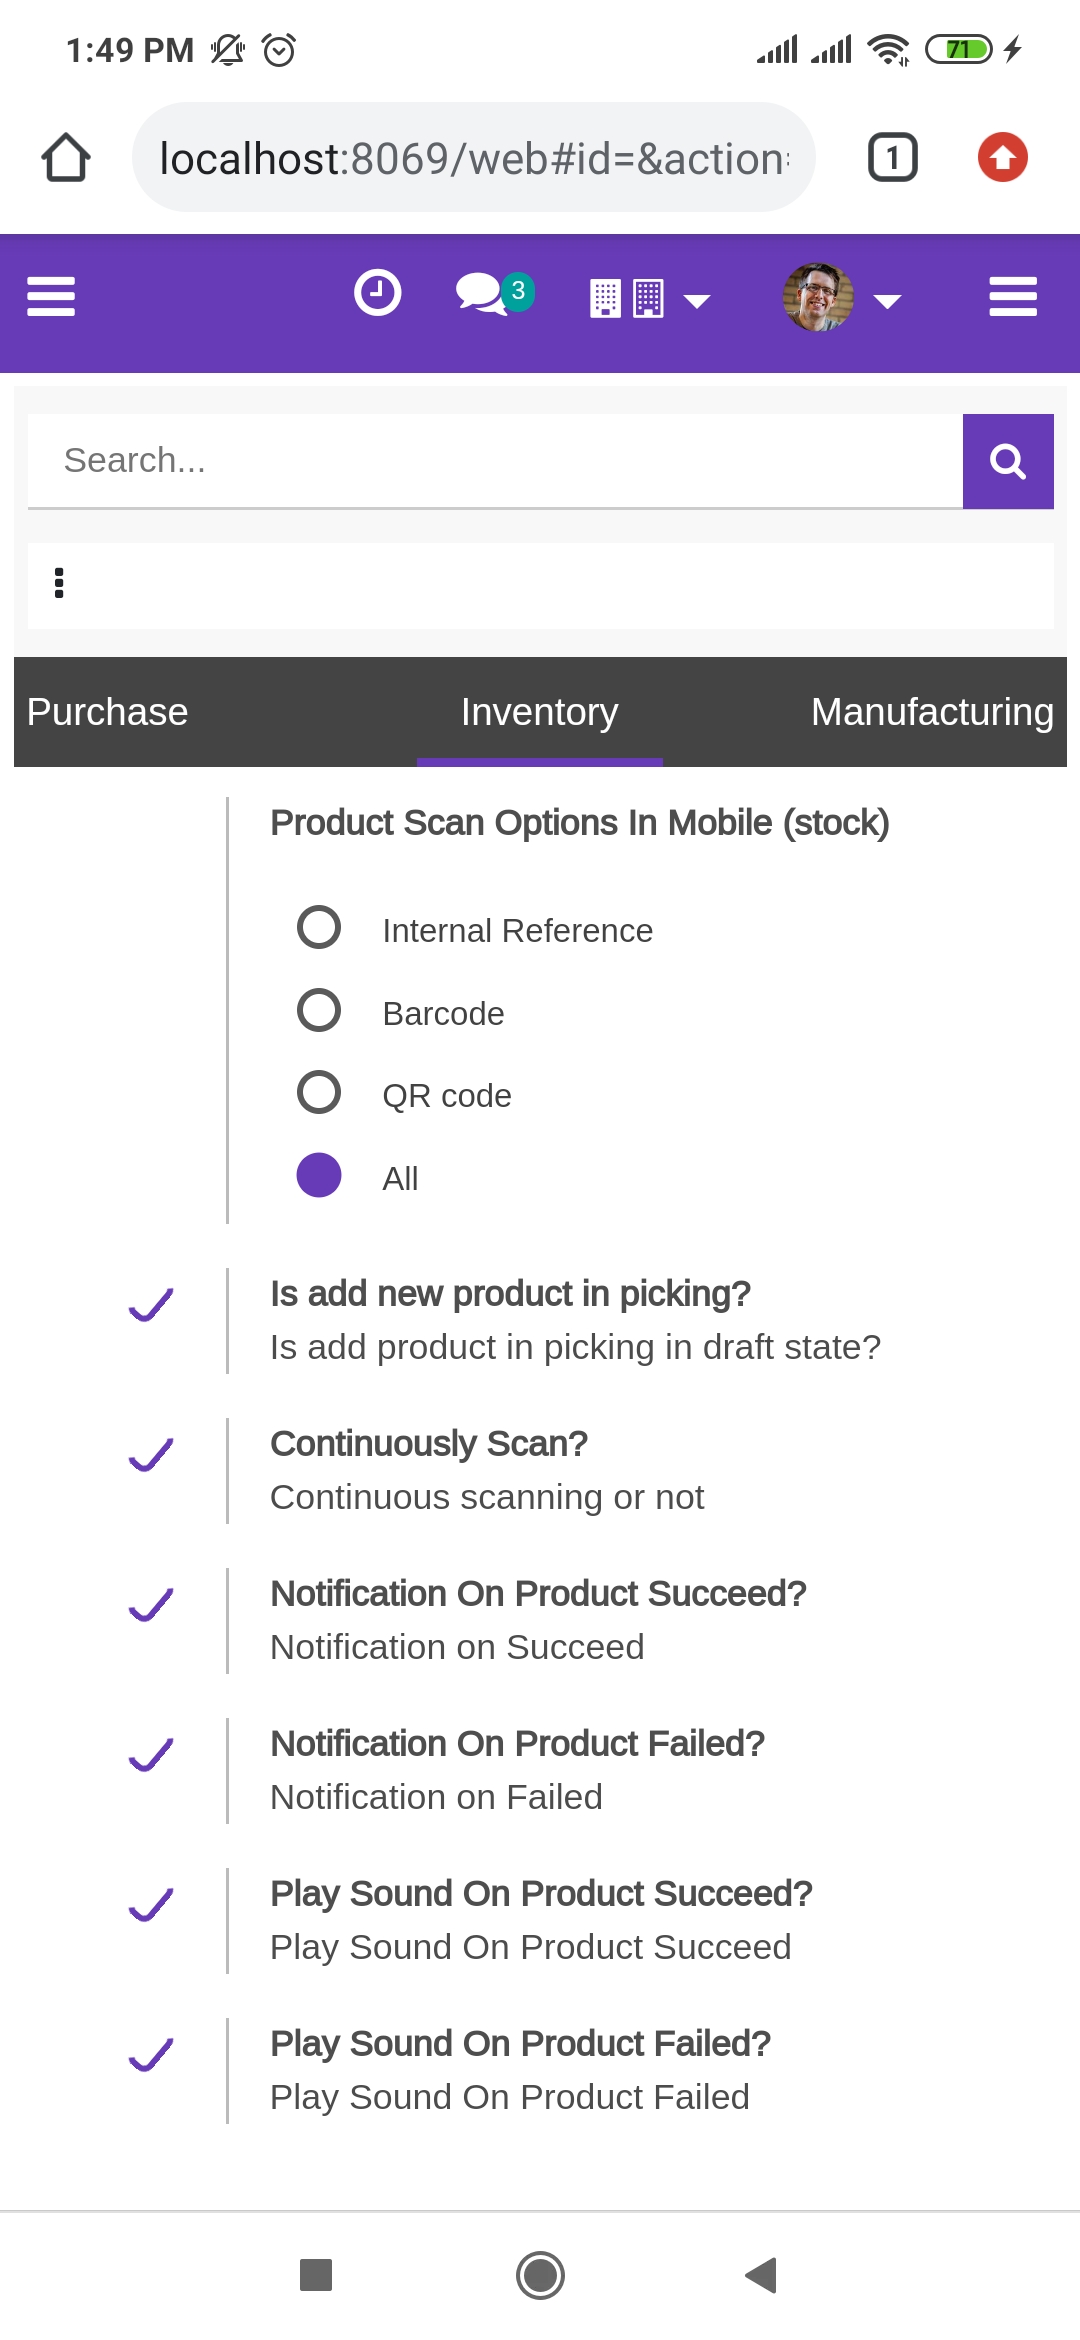 1:49 PM
71
localhost:8069/web#id=&action
1
3
Search...
Purchase Inventory Manufacturing
Product Scan Options In Mobile (stock)
Internal Reference
Barcode
QR code
All
Is add new product in picking?
Is add product in picking in draft state?
Continuously Scan?
Continuous scanning or not
Notification On Product Succeed?
Notification on Succeed
Notification On Product Failed?
Notification on Failed
Play Sound On Product Succeed?
Play Sound On Product Succeed
Play Sound On Product Failed?
Play Sound On Product Failed